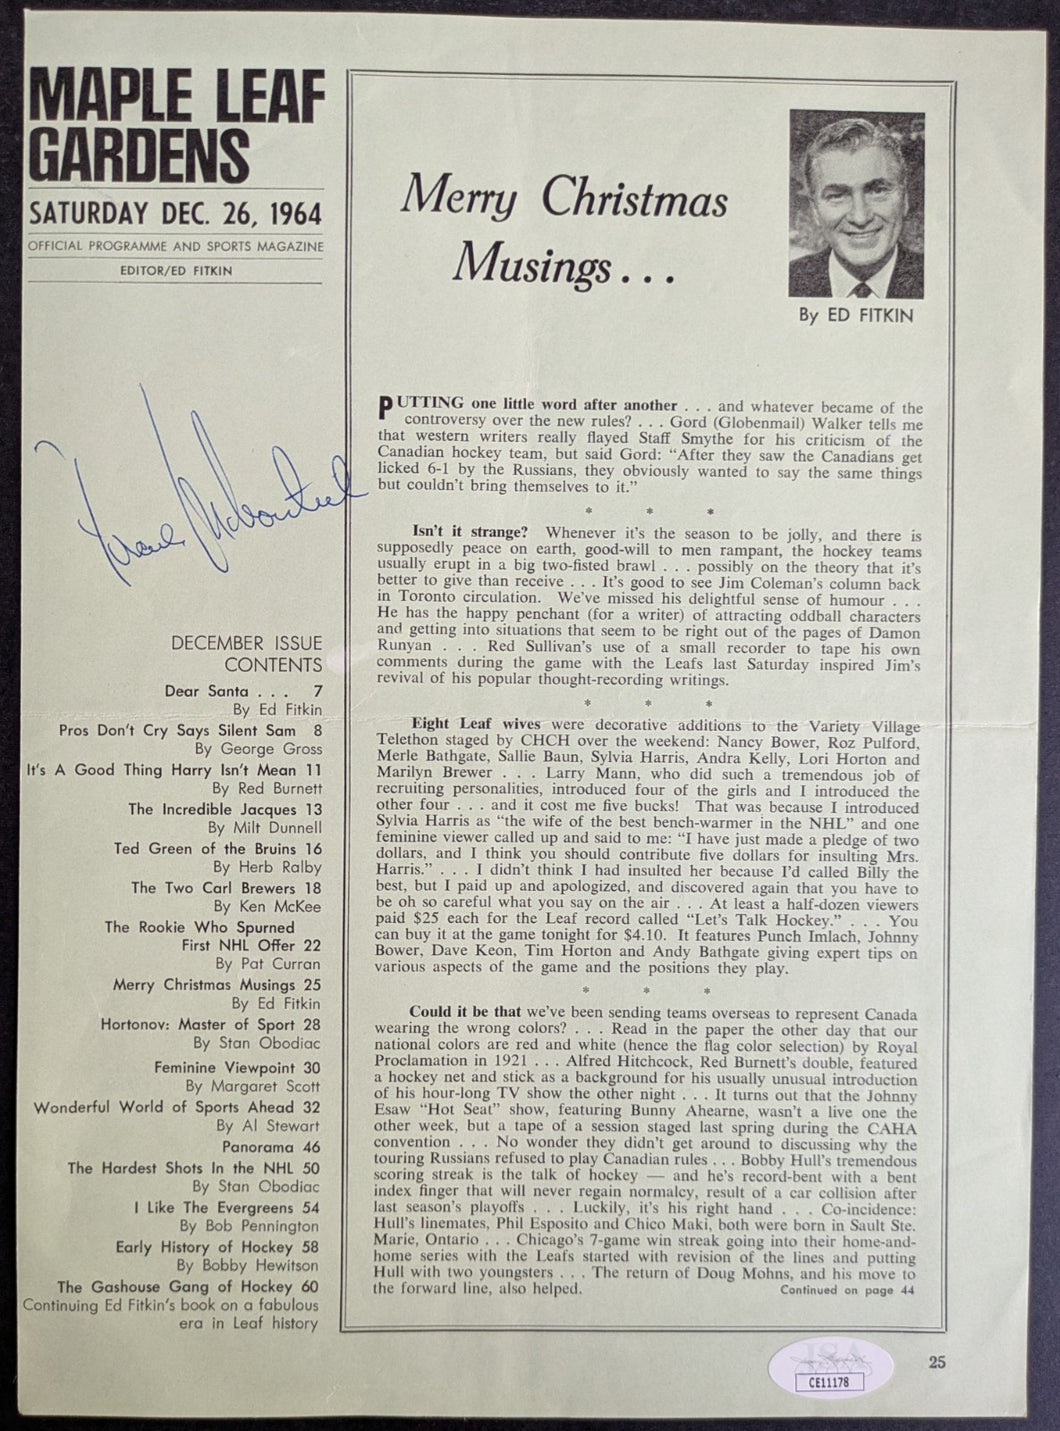 MAPLE LEAF
GARDENS
SATURDAY DEC. 26, 1964
OFFICIAL PROGRAMME AND SPORTS MAGAZINE
EDITOR/ED FITKIN
DECEMBER ISSUE
CONTENTS
Dear Santa . . . 7
By Ed Fitkin
Pros Don't Cry Says Silent Sam 8
By George Gross
It's A Good Thing Harry Isn't Mean 11
By Red Burnett
The Incredible Jacques 13
By Milt Dunnell
Ted Green of the Bruins 16
By Herb Ralby
The Two Carl Brewers 18
By Ken McKee
The Rookie Who Spurned
First NHL Offer 22
By Pat Curran
Merry Christmas Musings 25
By Ed Fitkin
Hortonov: Master of Sport 28
By Stan Obodiac
Feminine Viewpoint 30
By Margaret Scott
Wonderful World of Sports Ahead 32
By Al Stewart
Panorama 46
The Hardest Shots In the NHL 50
By Stan Obodiac
I Like The Evergreens 54
By Bob Pennington
Early History of Hockey 58
By Bobby Hewitson
The Gashouse Gang of Hockey 60
Continuing Ed Fitkin's book on a fabulous
era in Leaf history
Merry Christmas
Musings . . .
By ED FITKIN
PUTTING one little word after another . . . and whatever became of the
controversy over the new rules? . . . Gord (Globenmail) Walker tells me
that western writers really flayed Staff Smythe for his criticism of the
Canadian hockey team, but said Gord: “After they saw the Canadians get
licked 6-1 by the Russians, they obviously wanted to say the same things
but couldn't bring themselves to it.”
* * *
Isn't it strange? Whenever it's the season to be jolly, and there is
supposedly peace on earth, good-will to men rampant, the hockey teams
usually erupt in a big two-fisted brawl . . . possibly on the theory that it's
better to give than receive . . . It's good to see Jim Coleman's column back
in Toronto circulation. We've missed his delightful sense of humour . . .
He has the happy penchant (for a writer) of attracting oddball characters
and getting into situations that seem to be right out of the pages of Damon
Runyan . . . Red Sullivan's use of a small recorder to tape his own
comments during the game with the Leafs last Saturday inspired Jim's
revival of his popular thought-recording writings.
* * *
Eight Leaf wives were decorative additions to the Variety Village
Telethon staged by CHCH over the weekend: Nancy Bower, Roz Pulford,
Merle Bathgate, Sallie Baun, Sylvia Harris, Andra Kelly, Lori Horton and
Marilyn Brewer . . . Larry Mann, who did such a tremendous job of
recruiting personalities, introduced four of the girls and I introduced the
other four . . . and it cost me five bucks! That was because I introduced
Sylvia Harris as “the wife of the best bench-warmer in the NHL” and one
feminine viewer called up and said to me: “I have just made a pledge of two
dollars, and I think you should contribute five dollars for insulting Mrs.
Harris.” . . . I didn't think I had insulted her because I'd called Billy the
best, but I paid up and apologized, and discovered again that you have to
be oh so careful what you say on the air . . . At least a half-dozen viewers
paid $25 each for the Leaf record called “Let's Talk Hockey.” . . . You
can buy it at the game tonight for $4.10. It features Punch Imlach, Johnny
Bower, Dave Keon, Tim Horton and Andy Bathgate giving expert tips on
various aspects of the game and the positions they play.
* * *
Could it be that we've been sending teams overseas to represent Canada
wearing the wrong colors? . . . Read in the paper the other day that our
national colors are red and white (hence the flag color selection) by Royal
Proclamation in 1921 . . . Alfred Hitchcock, Red Burnett's double, featured
a hockey net and stick as a background for his usually unusual introduction
of his hour-long TV show the other night . . . It turns out that the Johnny
Esaw “Hot Seat” show, featuring Bunny Ahearne, wasn't a live one the
other week, but a tape of a session staged last spring during the CAHA
convention . . . No wonder they didn't get around to discussing why the
touring Russians refused to play Canadian rules . . . Bobby Hull's tremendous
scoring streak is the talk of hockey — and he's record-bent with a bent
index finger that will never regain normalcy, result of a car collision after
last season's playoffs . . . Luckily, it's his right hand . . . Co-incidence:
Hull's linemates, Phil Esposito and Chico Maki, both were born in Sault Ste.
Marie, Ontario . . . Chicago's 7-game win streak going into their home-and-
home series with the Leafs started with revision of the lines and putting
Hull with two youngsters . . . The return of Doug Mohns, and his move to
the forward line, also helped.
Continued on page 44
25
JSA
CE11178